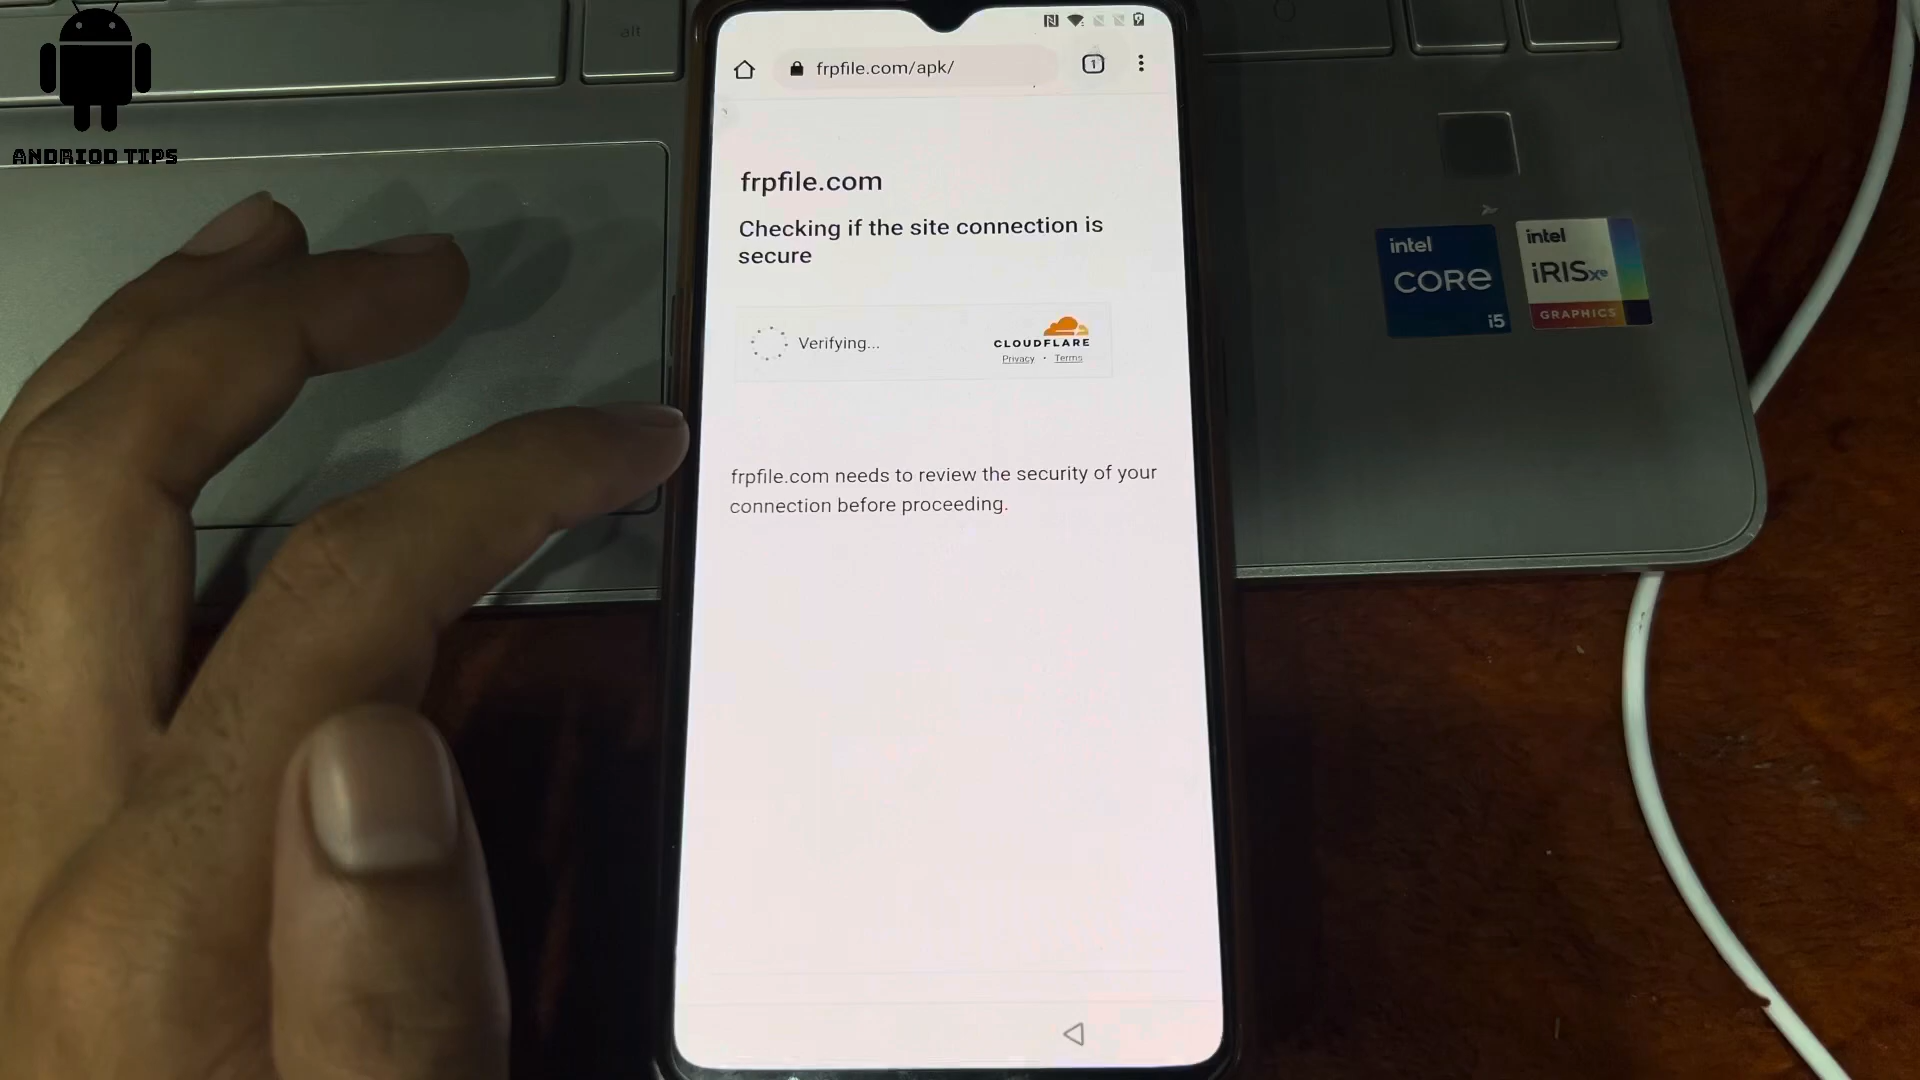 ANDRIOD TIPS
alt
frpfile.com/apk/
1
frpfile.com
Checking if the site connection is
secure
Verifying...
CLOUDFLARE
Privacy • Terms
frpfile.com needs to review the security of your
connection before proceeding.
intel
CORE
i5
intel
iRISxe
GRAPHICS